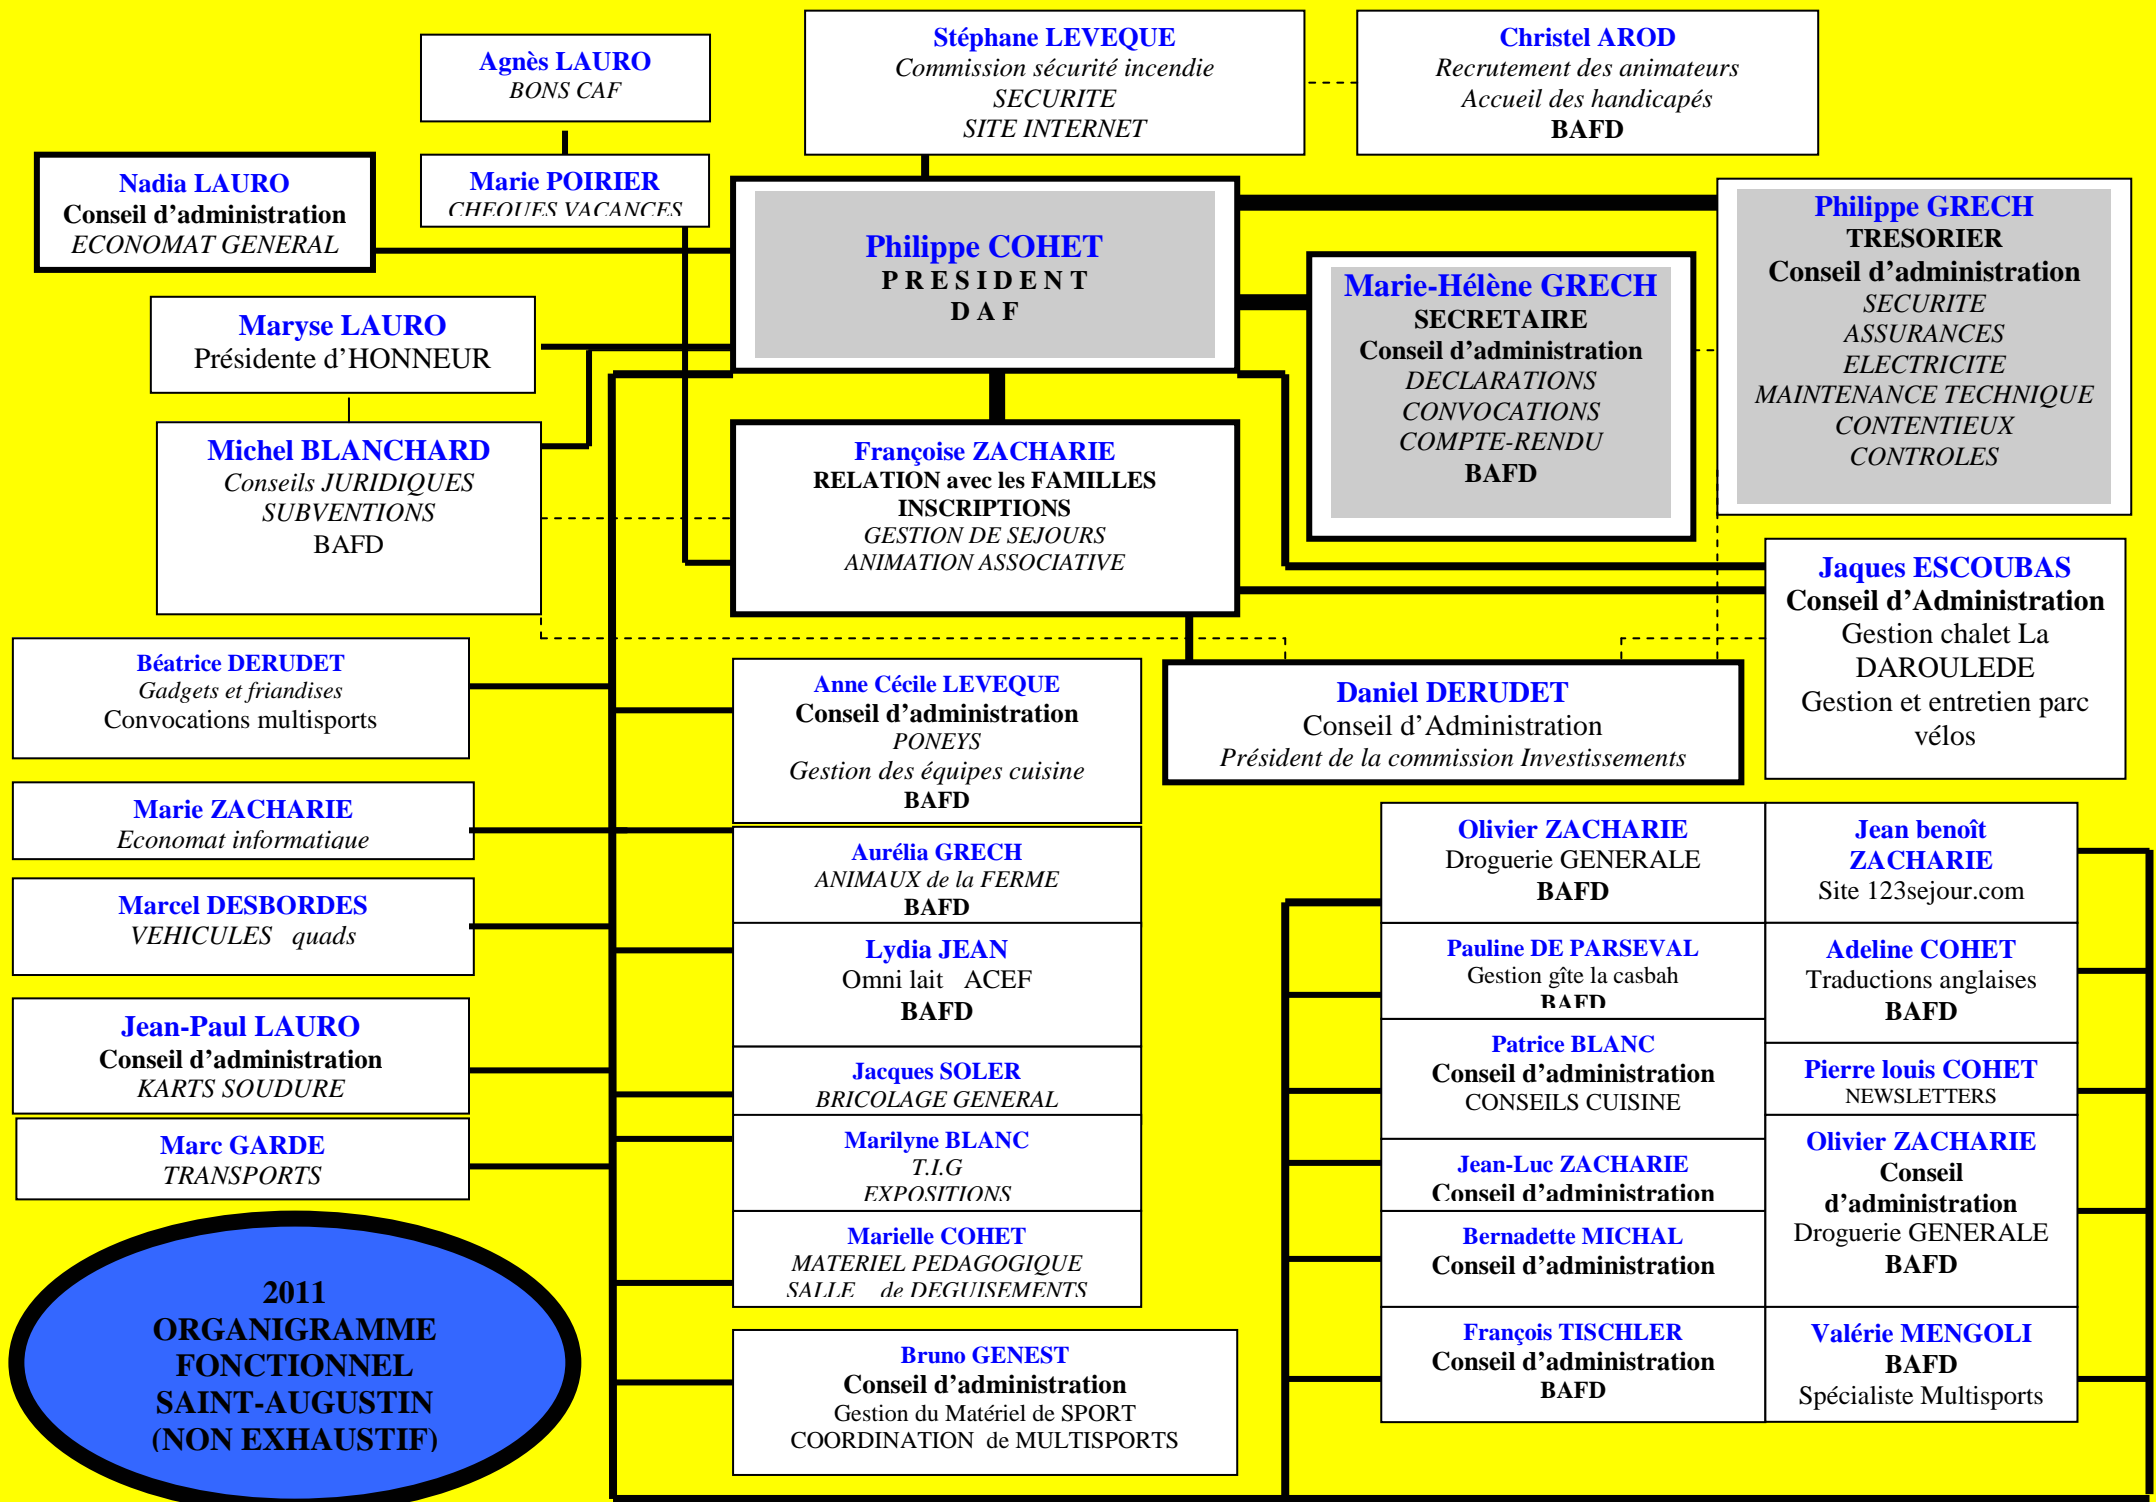 Stéphane LEVEQUE
Commission sécurité incendie
SECURITE
SITE INTERNET
Christel AROD
Recrutement des animateurs
Accueil des handicapés
BAFD
Agnès LAURO
BONS CAF
Marie POIRIER
CHEQUES VACANCES
Nadia LAURO
Conseil d'administration
ECONOMAT GENERAL
Philippe COHET
P R E S I D E N T
D A F
Philippe GRECH
TRESORIER
Conseil d'administration
SECURITE
ASSURANCES
ELECTRICITE
MAINTENANCE TECHNIQUE
CONTENTIEUX
CONTROLES
Marie-Hélène GRECH
SECRETAIRE
Conseil d'administration
DECLARATIONS
CONVOCATIONS
COMPTE-RENDU
BAFD
Maryse LAURO
Présidente d'HONNEUR
Michel BLANCHARD
Conseils JURIDIQUES
SUBVENTIONS
BAFD
Françoise ZACHARIE
RELATION avec les FAMILLES
INSCRIPTIONS
GESTION DE SEJOURS
ANIMATION ASSOCIATIVE
Jaques ESCOUBAS
Conseil d'Administration
Gestion chalet La
DAROULEDE
Gestion et entretien parc
vélos
Daniel DERUDET
Conseil d'Administration
Président de la commission Investissements
Béatrice DERUDET
Gadgets et friandises
Convocations multisports
Marie ZACHARIE
Economat informatique
Marcel DESBORDES
VEHICULES quads
Jean-Paul LAURO
Conseil d'administration
KARTS SOUDURE
Marc GARDE
TRANSPORTS
Anne Cécile LEVEQUE
Conseil d'administration
PONEYS
Gestion des équipes cuisine
BAFD
Aurélia GRECH
ANIMAUX de la FERME
BAFD
Lydia JEAN
Omni lait ACEF
BAFD
Jacques SOLER
BRICOLAGE GENERAL
Marilyne BLANC
T.I.G
EXPOSITIONS
Marielle COHET
MATERIEL PEDAGOGIQUE
SALLE de DEGUISEMENTS
Bruno GENEST
Conseil d'administration
Gestion du Matériel de SPORT
COORDINATION de MULTISPORTS
Olivier ZACHARIE
Droguerie GENERALE
BAFD
Pauline DE PARSEVAL
Gestion gîte la casbah
BAFD
Patrice BLANC
Conseil d'administration
CONSEILS CUISINE
Jean-Luc ZACHARIE
Conseil d'administration
Bernadette MICHAL
Conseil d'administration
François TISCHLER
Conseil d'administration
BAFD
Jean benoît
ZACHARIE
Site 123sejour.com
Adeline COHET
Traductions anglaises
BAFD
Pierre louis COHET
NEWSLETTERS
Olivier ZACHARIE
Conseil
d'administration
Droguerie GENERALE
BAFD
Valérie MENGOLI
BAFD
Spécialiste Multisports
2011
ORGANIGRAMME
FONCTIONNEL
SAINT-AUGUSTIN
(NON EXHAUSTIF)